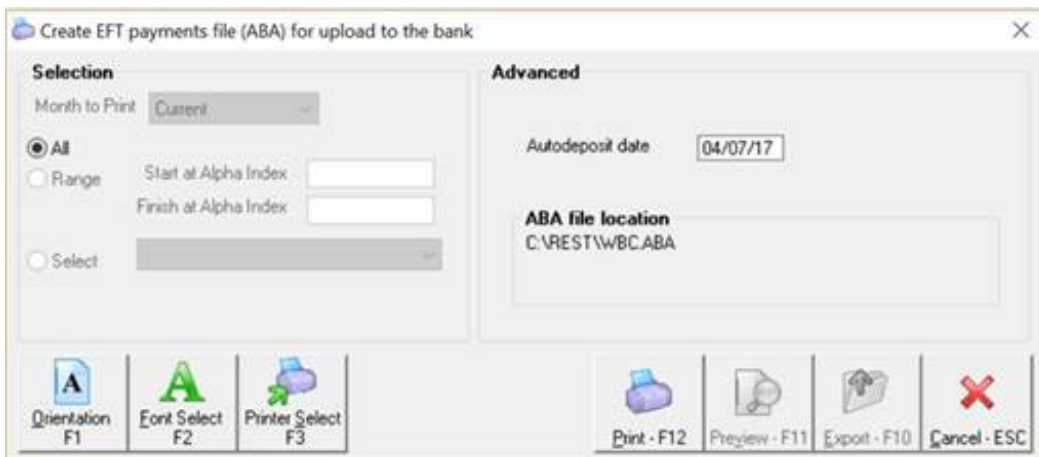 Create EFT payments file (ABA) for upload to the bank
Selection
Month to Print Current
All
Range Start at Alpha Index
Finish at Alpha Index
Select
Advanced
Autodeposit date 04/07/17
ABA file location
C:\REST\WBC.ABA
A
Orientation
F1
A
Font Select
F2
Printer Select
F3
Print - F12
Preview - F11
Export - F10
Cancel - ESC